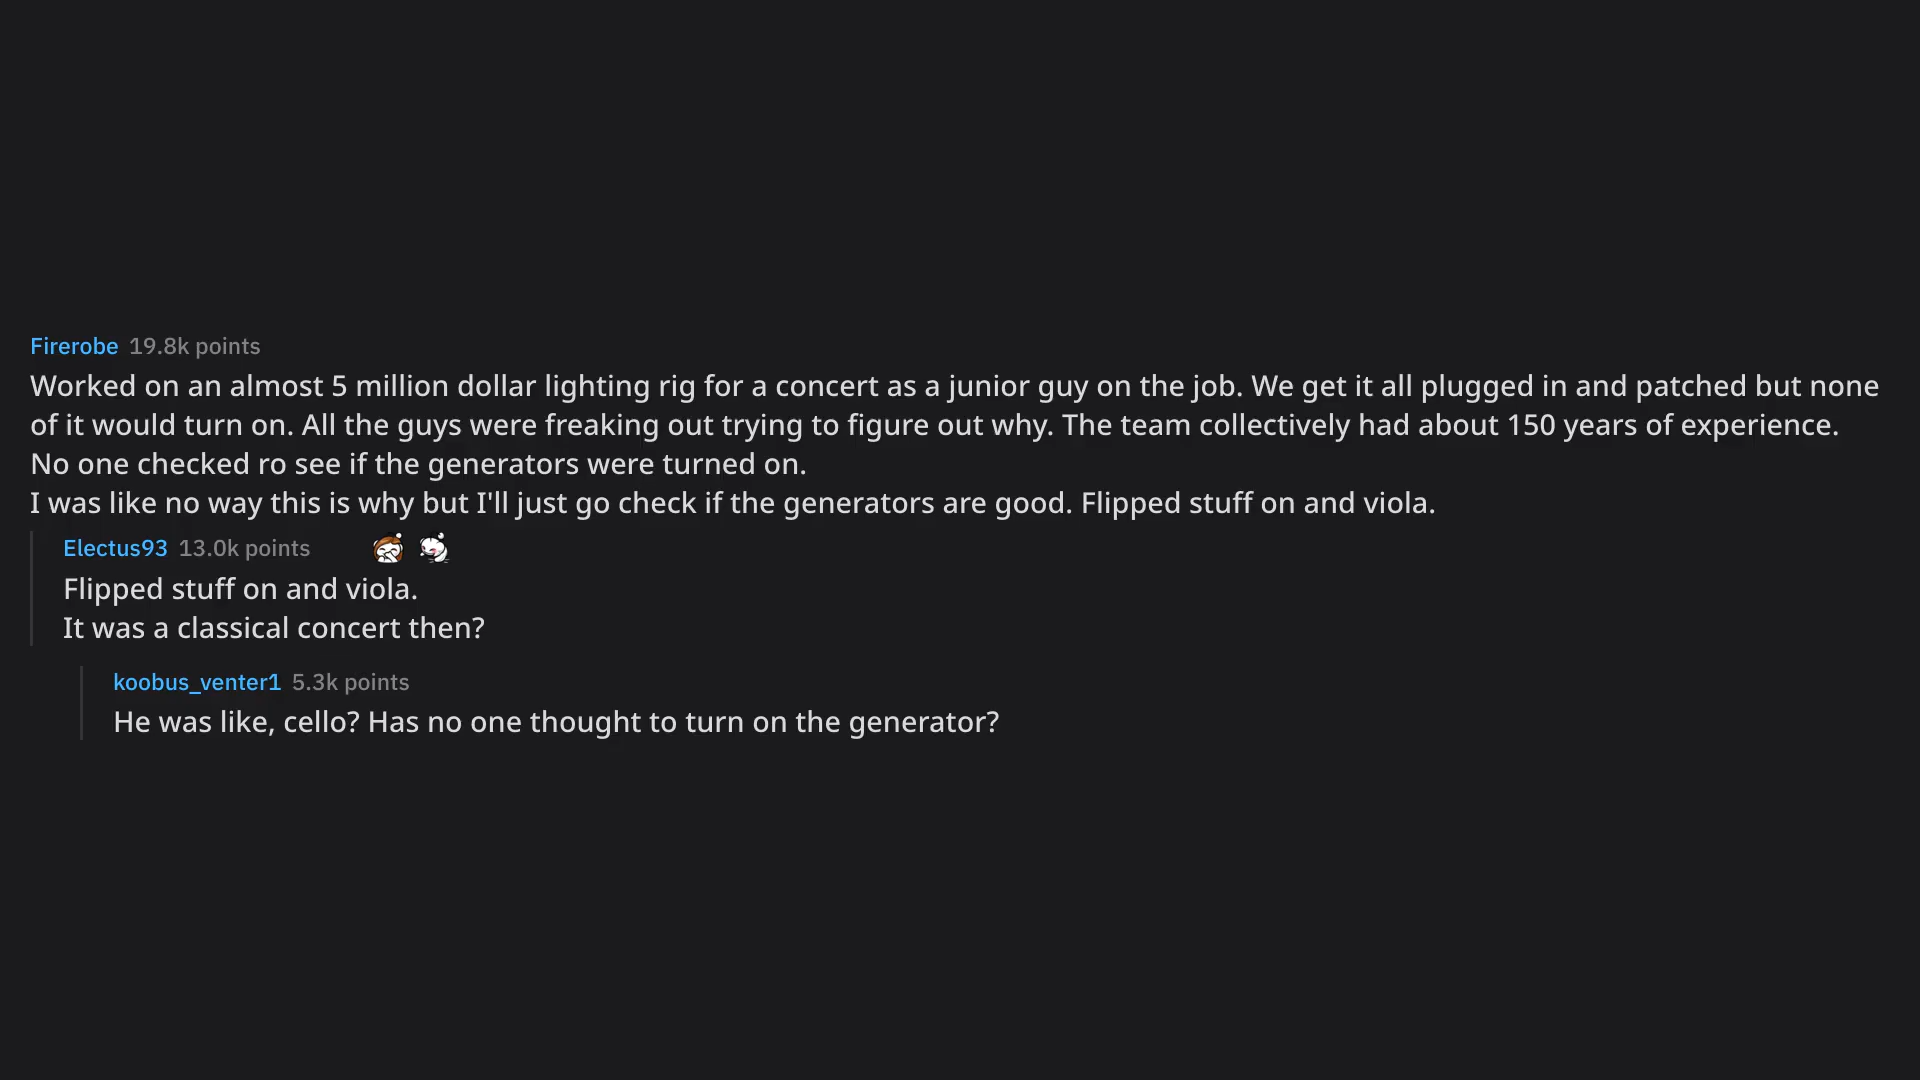 Firerobe 19.8k points
Worked on an almost 5 million dollar lighting rig for a concert as a junior guy on the job. We get it all plugged in and patched but none
of it would turn on. All the guys were freaking out trying to figure out why. The team collectively had about 150 years of experience.
No one checked ro see if the generators were turned on.
I was like no way this is why but I'll just go check if the generators are good. Flipped stuff on and viola.
Electus93 13.0k points
Flipped stuff on and viola.
It was a classical concert then?
koobus_venter1 5.3k points
He was like, cello? Has no one thought to turn on the generator?